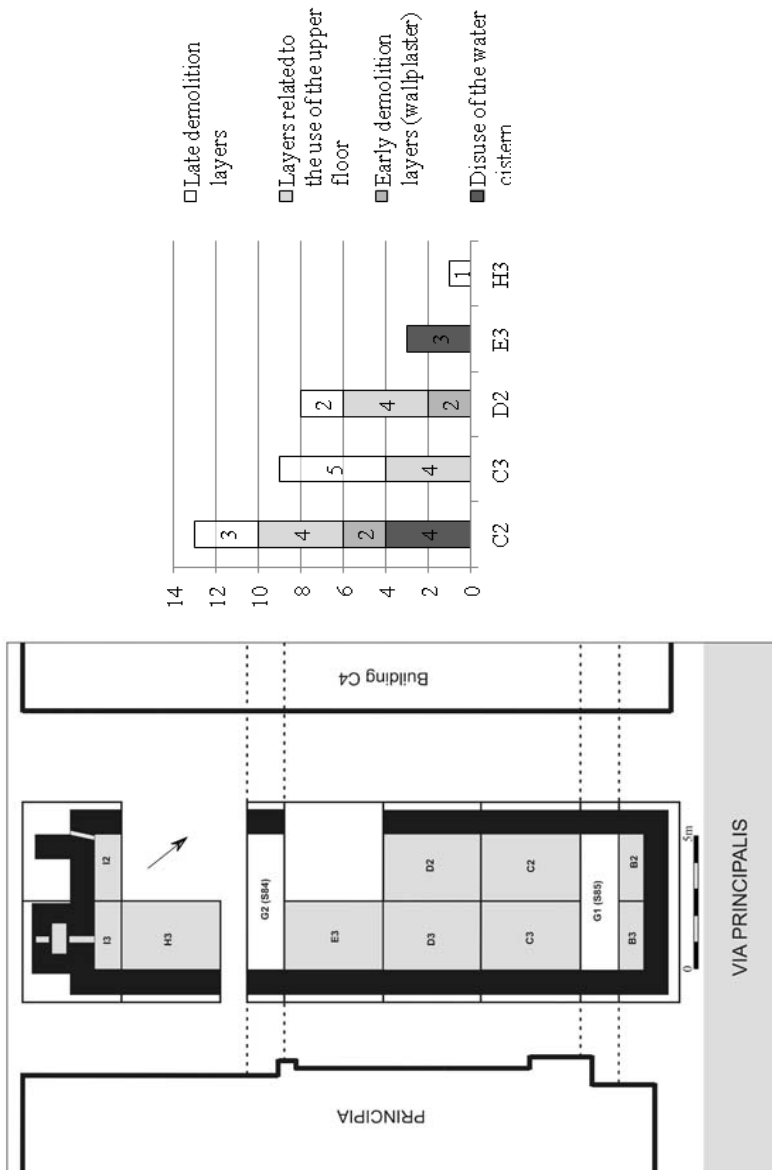 Late demolition
layers
Layers related to
the use of the upper
floor
Early demolition
layers (wall plaster)
Disuse of the water
cistern
14
12
10
8
6
4
2
0
3
4
2
4
C2
5
4
C3
2
4
2
D2
3
E3
1
H3
Building C4
I2
I3
H3
G2 (S84)
E3
D2
D3
C2
C3
G1 (S85)
B2
B3
0
5m
PRINCIPIA
VIA PRINCIPALIS